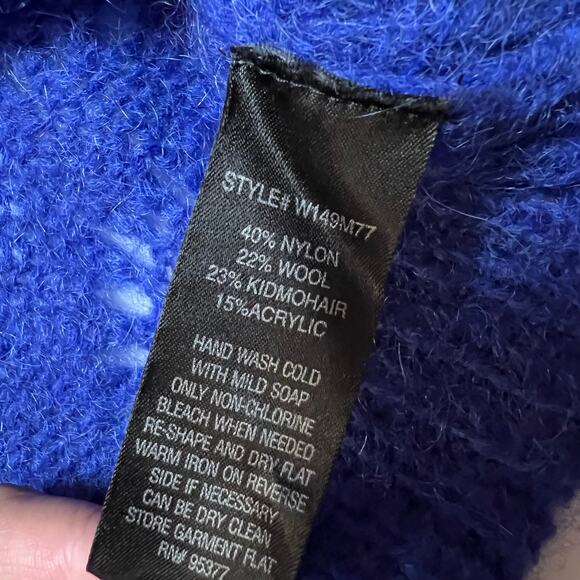 STYLE# W149M77
40% NYLON
22% WOOL
23% KIDMOHAIR
15%ACRYLIC
HAND WASH COLD
WITH MILD SOAP
ONLY NON-CHLORINE
BLEACH WHEN NEEDED
RE-SHAPE AND DRY FLAT
WARM IRON ON REVERSE
SIDE IF NECESSARY
CAN BE DRY CLEAN
STORE GARMENT FLAT
RN# 95377